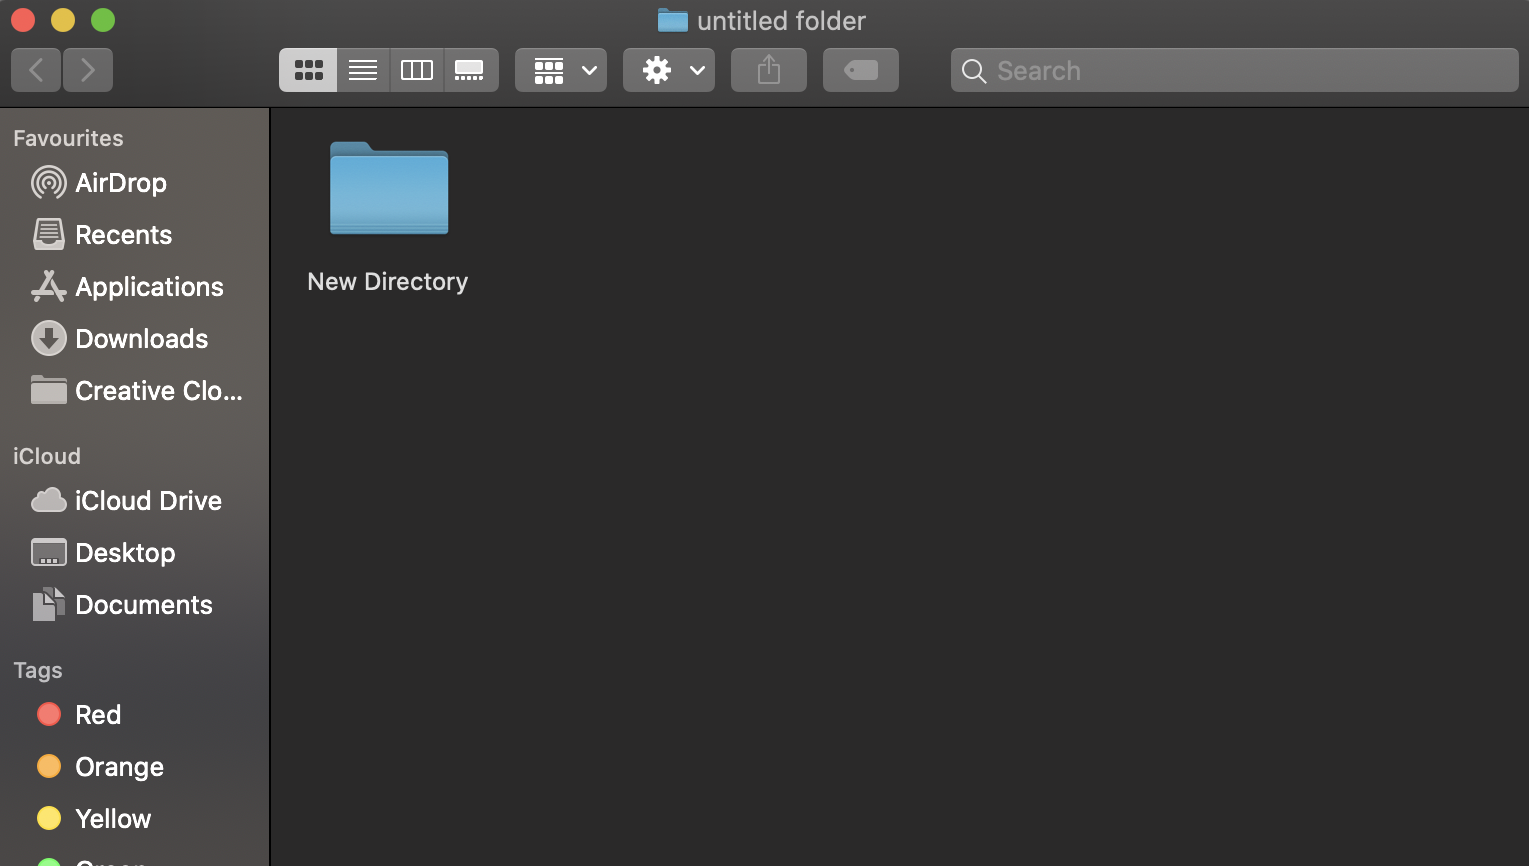 untitled folder
Search
Favourites
AirDrop
Recents
Applications
Downloads
Creative Clo...
iCloud
iCloud Drive
Desktop
Documents
Tags
Red
Orange
Yellow
New Directory